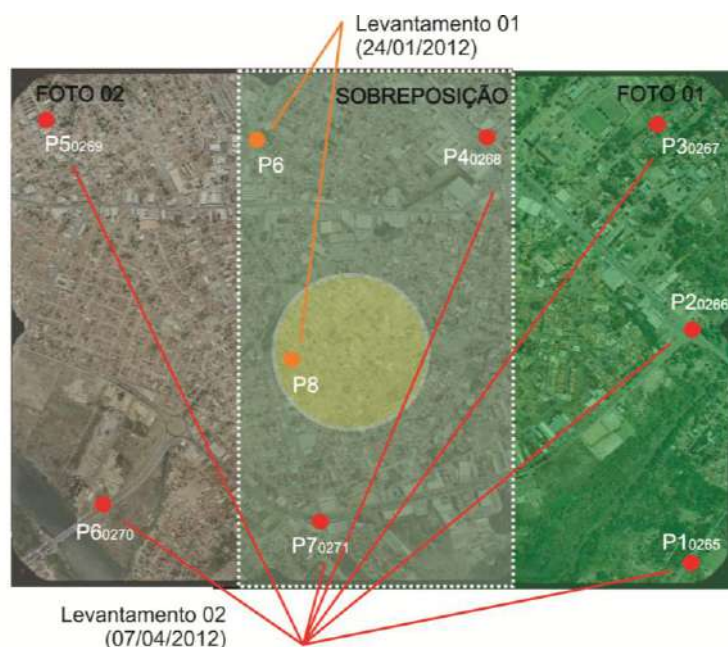 Levantamento 01
(24/01/2012)
FOTO 02
SOBREPOSIÇÃO
FOTO 01
P50269
P6
P40268
P30267
P20266
P8
P60270
P70271
P10265
Levantamento 02
(07/04/2012)